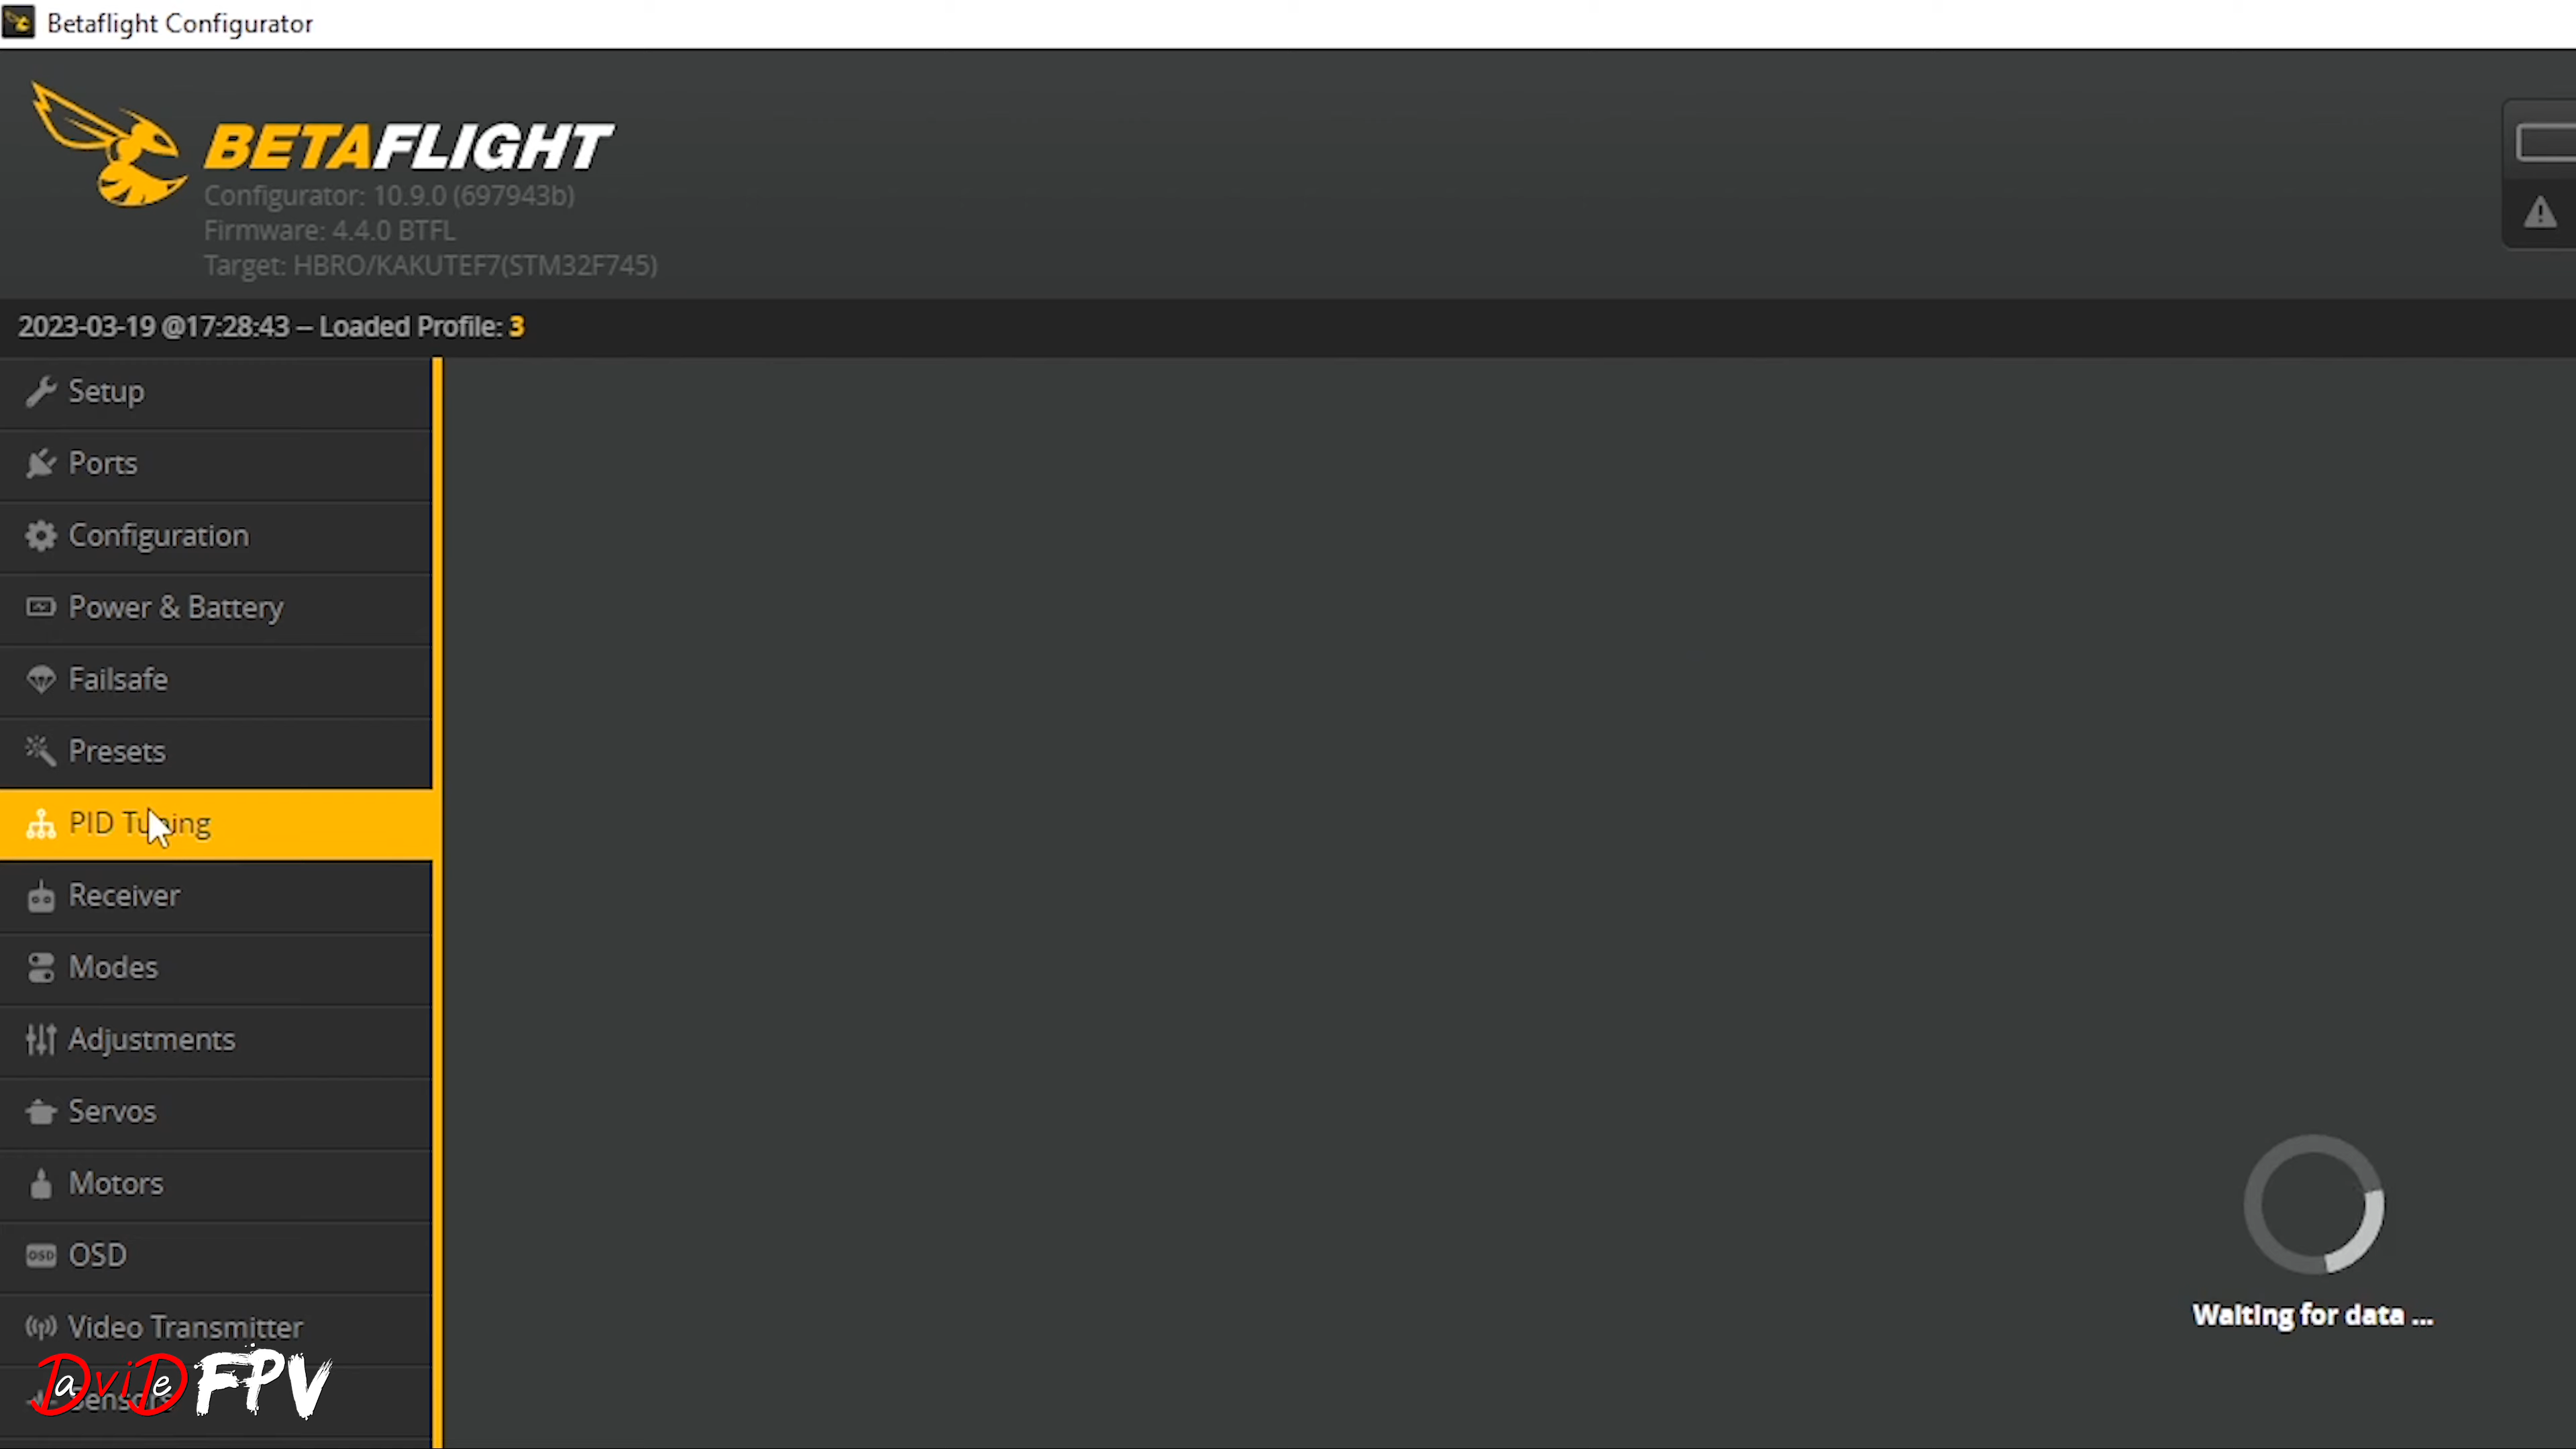 Betaflight Configurator
BETAFLIGHT
Configurator: 10.9.0 (697943b)
Firmware: 4.4.0 BTFL
Target: HBRO/KAKUTEF7(STM32F745)
2023-03-19 @17:28:43 – Loaded Profile: 3
Setup
Ports
Configuration
Power & Battery
Failsafe
Presets
PID Tuning
Receiver
Modes
Adjustments
Servos
Motors
OSD OSD
Video Transmitter
Sensors
DaviDe FPV
Waiting for data ...